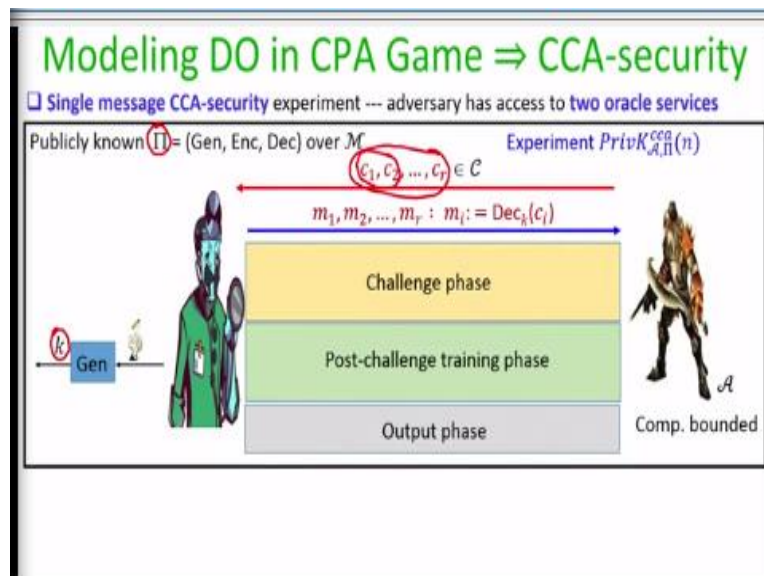 Modeling DO in CPA Game ⇒ CCA-security
❑ Single message CCA-security experiment --- adversary has access to two oracle services
Publicly known Π = (Gen, Enc, Dec) over ℳ Experiment 𝑃𝑟𝑖𝑣𝐾^{cca}_{𝒜,Π}(𝑛)
c₁, c₂, …, cᵣ ∈ 𝒞
m₁, m₂, …, mᵣ : mᵢ := Decₖ(cᵢ)
Challenge phase
Post-challenge training phase
k
Gen
𝒜
Output phase
Comp. bounded